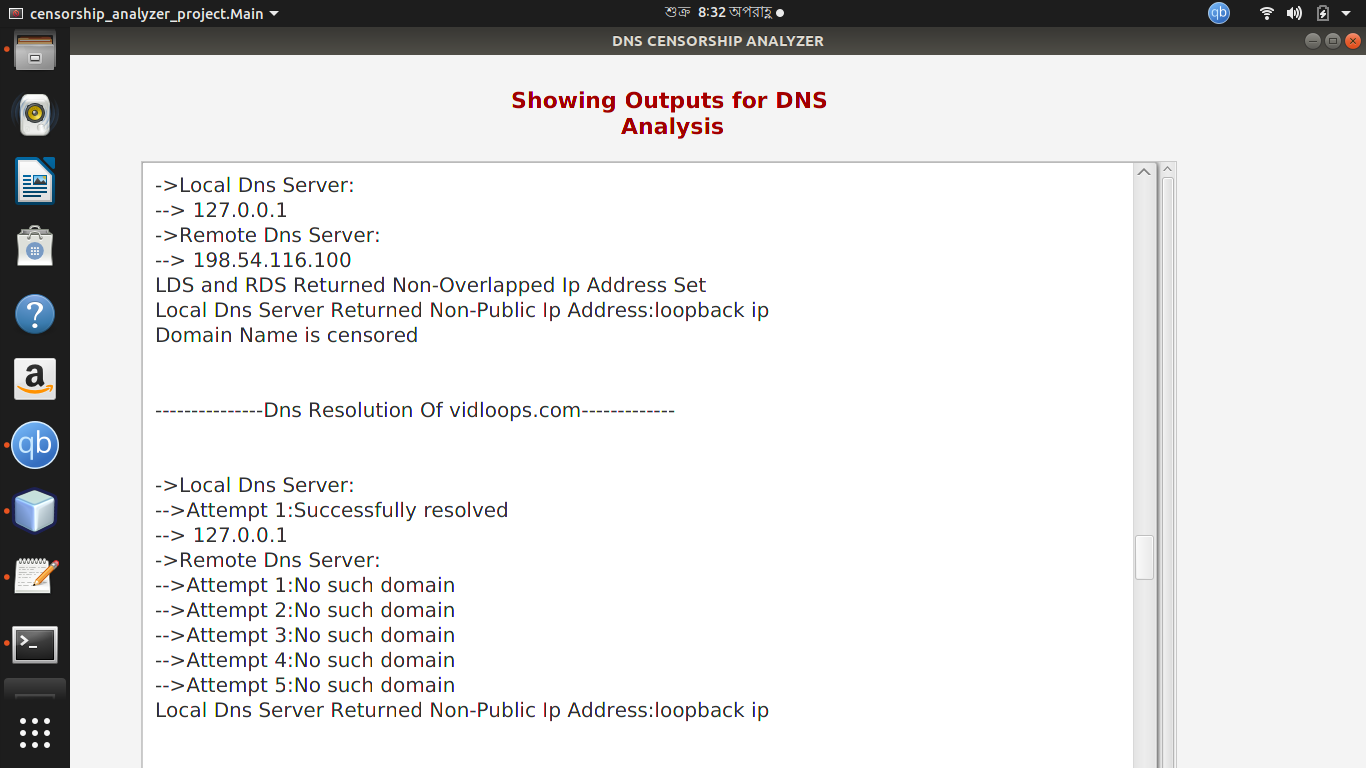 censorship_analyzer_project.Main
শুক্র 8:32 অপরাহ্ণ
qb
DNS CENSORSHIP ANALYZER
Showing Outputs for DNS
Analysis
->Local Dns Server:
--> 127.0.0.1
->Remote Dns Server:
--> 198.54.116.100
LDS and RDS Returned Non-Overlapped Ip Address Set
Local Dns Server Returned Non-Public Ip Address:loopback ip
Domain Name is censored
---------------Dns Resolution Of vidloops.com-------------
->Local Dns Server:
-->Attempt 1:Successfully resolved
--> 127.0.0.1
->Remote Dns Server:
-->Attempt 1:No such domain
-->Attempt 2:No such domain
-->Attempt 3:No such domain
-->Attempt 4:No such domain
-->Attempt 5:No such domain
Local Dns Server Returned Non-Public Ip Address:loopback ip
?
a
qb
>_